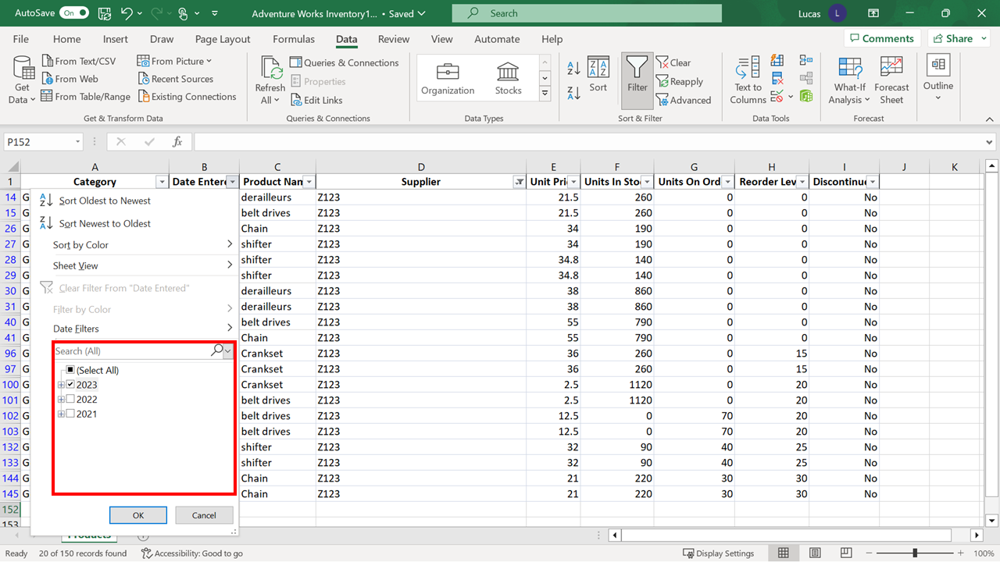 AutoSave On Adventure Works Inventory1... • Saved Search Lucas L
File Home Insert Draw Page Layout Formulas Data Review View Automate Help Comments Share
Get Data From Text/CSV From Picture
From Web Recent Sources
From Table/Range Existing Connections
Get & Transform Data
Refresh All Queries & Connections
Properties
Edit Links
Queries & Connections
Organization Stocks
Data Types
Sort Filter Clear
Reapply
Advanced
Sort & Filter
Text to Columns
Data Tools
What-If Analysis Forecast Sheet
Forecast
Outline
P152 fx
A B C D E F G H I J K
1 Category Date Entere Product Nan Supplier Unit Pri Units In Sto Units On Ord Reorder Lev Discontinue
14 G derailleurs Z123 21.5 260 0 0 No
15 G belt drives Z123 21.5 260 0 0 No
26 G Chain Z123 34 190 0 0 No
27 G shifter Z123 34 190 0 0 No
28 G shifter Z123 34.8 140 0 0 No
29 G shifter Z123 34.8 140 0 0 No
30 G derailleurs Z123 38 860 0 0 No
31 G derailleurs Z123 38 860 0 0 No
40 G belt drives Z123 55 790 0 0 No
41 G Chain Z123 55 790 0 0 No
96 G Crankset Z123 36 260 0 15 No
97 G Crankset Z123 36 260 0 15 No
100 G Crankset Z123 2.5 1120 0 20 No
101 G belt drives Z123 2.5 1120 0 20 No
102 G belt drives Z123 12.5 0 70 20 No
103 G belt drives Z123 12.5 0 70 20 No
132 G shifter Z123 32 90 40 25 No
133 G shifter Z123 32 90 40 25 No
144 G Chain Z123 21 220 30 30 No
145 G Chain Z123 21 220 30 30 No
152
153
Sort Oldest to Newest
Sort Newest to Oldest
Sort by Color
Sheet View
Clear Filter From "Date Entered"
Filter by Color
Date Filters
Search (All)
(Select All)
2023
2022
2021
OK Cancel
Products
Ready 20 of 150 records found Accessibility: Good to go Display Settings 100%